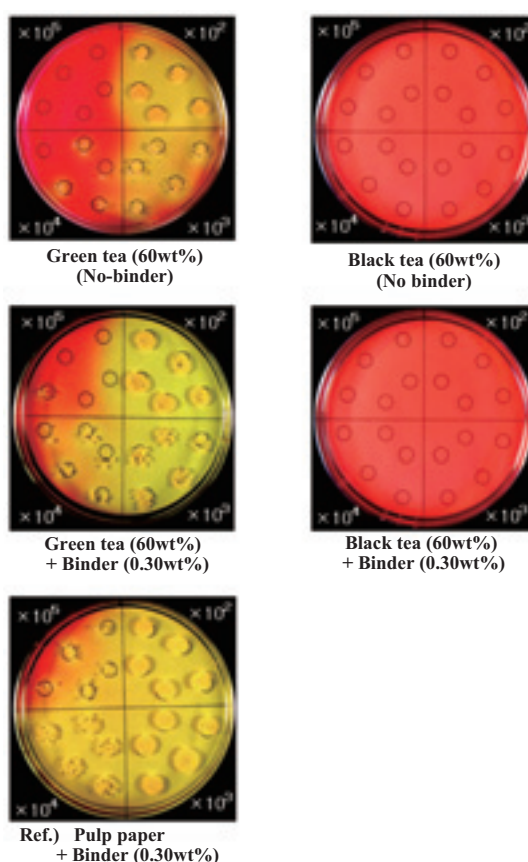 ×10⁵ ×10²
×10⁴ ×10³
Green tea (60wt%)
(No-binder)
×10⁵ ×10²
×10⁴ ×10³
Black tea (60wt%)
(No binder)
×10⁵ ×10²
×10⁴ ×10³
Green tea (60wt%)
+ Binder (0.30wt%)
×10⁵ ×10²
×10⁴ ×10³
Black tea (60wt%)
+ Binder (0.30wt%)
×10⁵ ×10²
×10⁴ ×10³
Ref.) Pulp paper
+ Binder (0.30wt%)